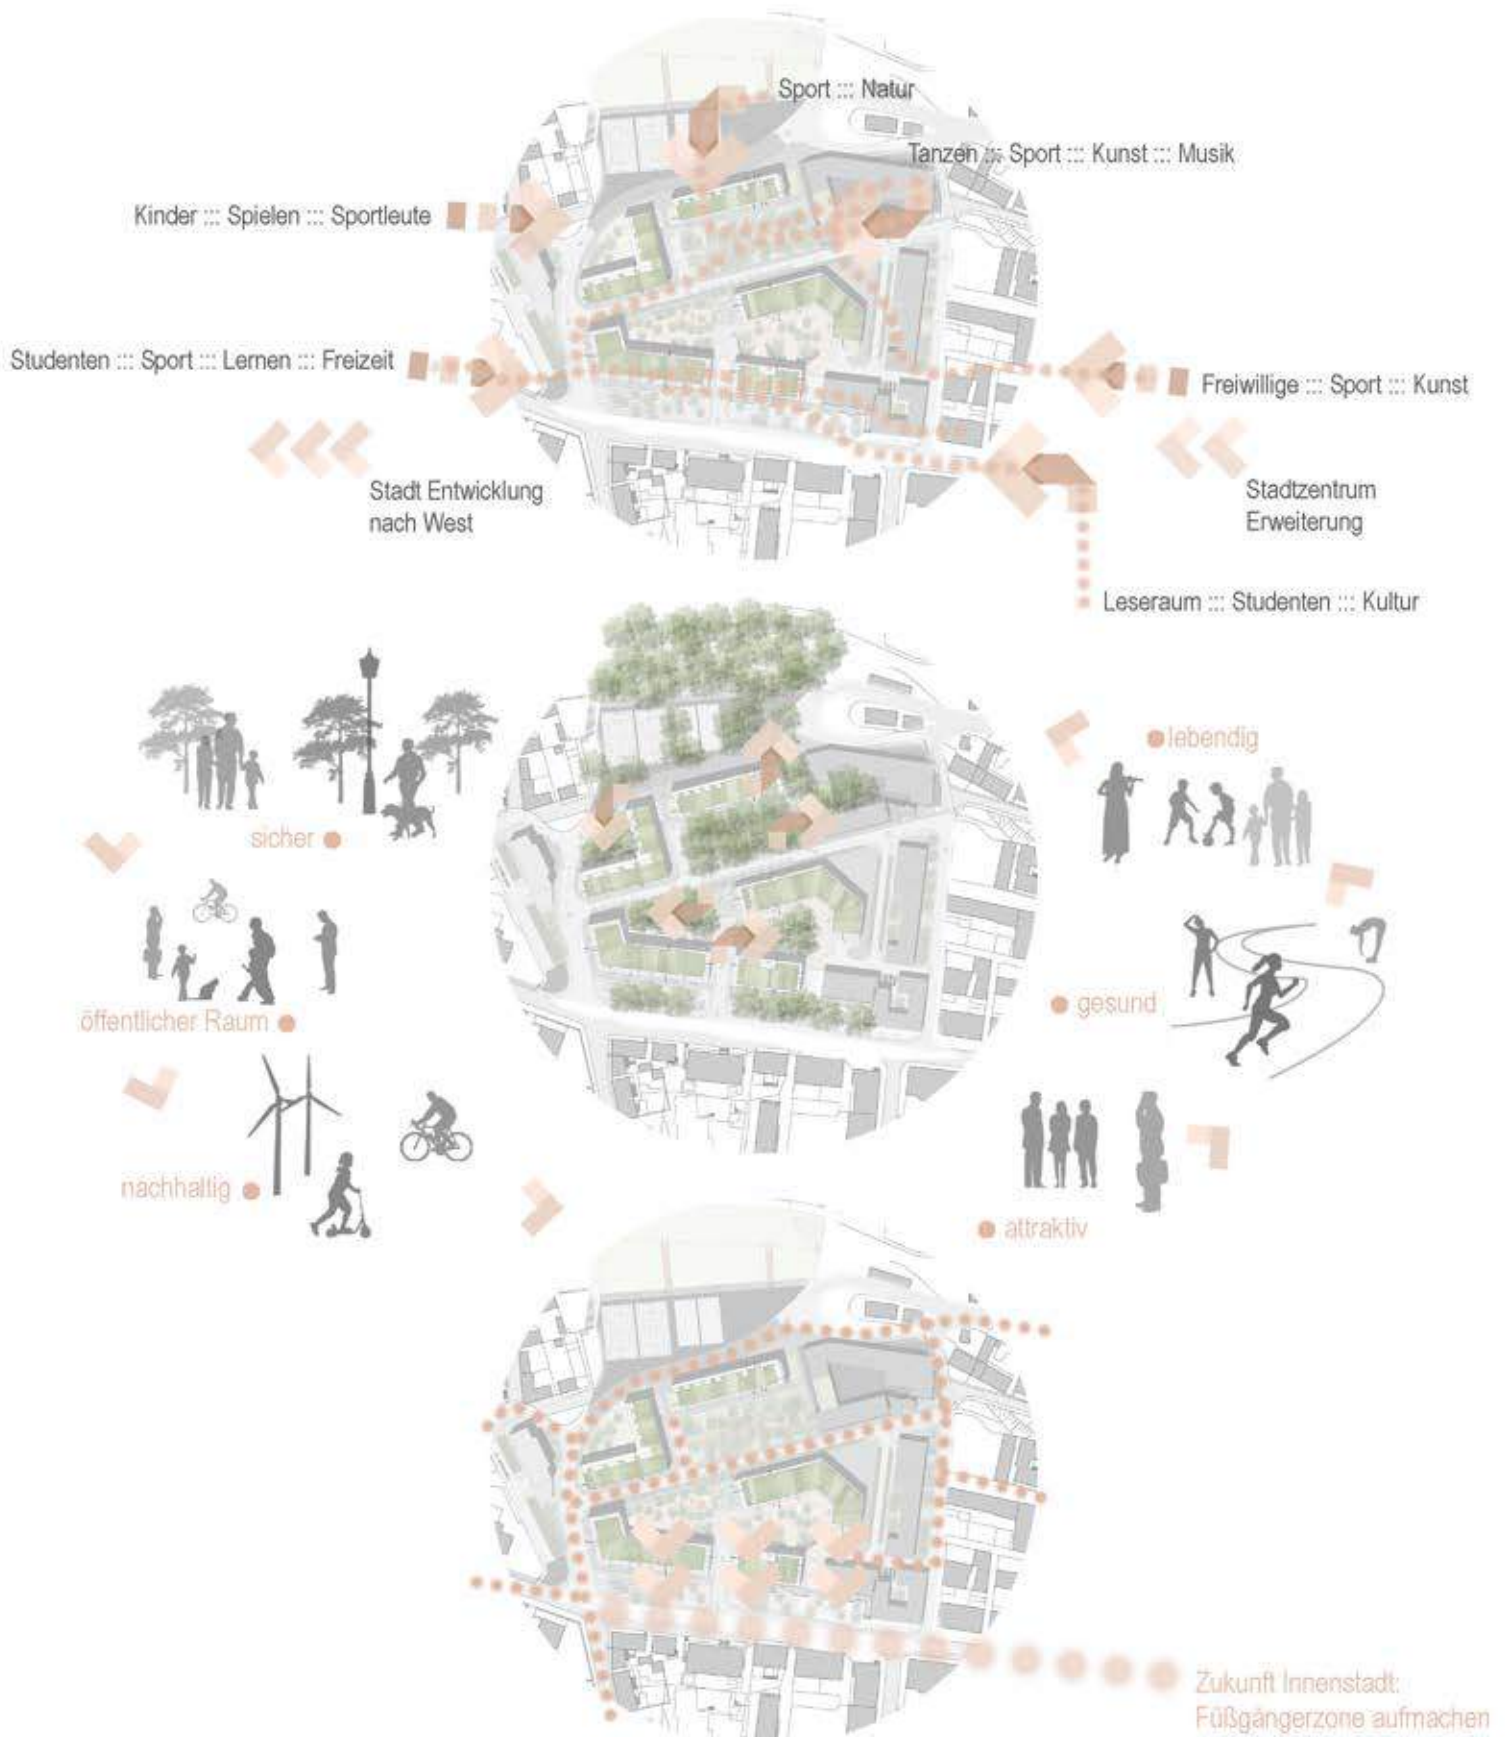 Sport ::: Natur
Tanzen ::: Sport ::: Kunst ::: Musik
Kinder ::: Spielen ::: Sportleute
Studenten ::: Sport ::: Lernen ::: Freizeit
Freiwillige ::: Sport ::: Kunst
Stadt Entwicklung
nach West
Stadtzentrum
Erweiterung
Leseraum ::: Studenten ::: Kultur
lebendig
sicher
gesund
öffentlicher Raum
nachhaltig
attraktiv
Zukunft Innenstadt:
Füßgängerzone aufmachen